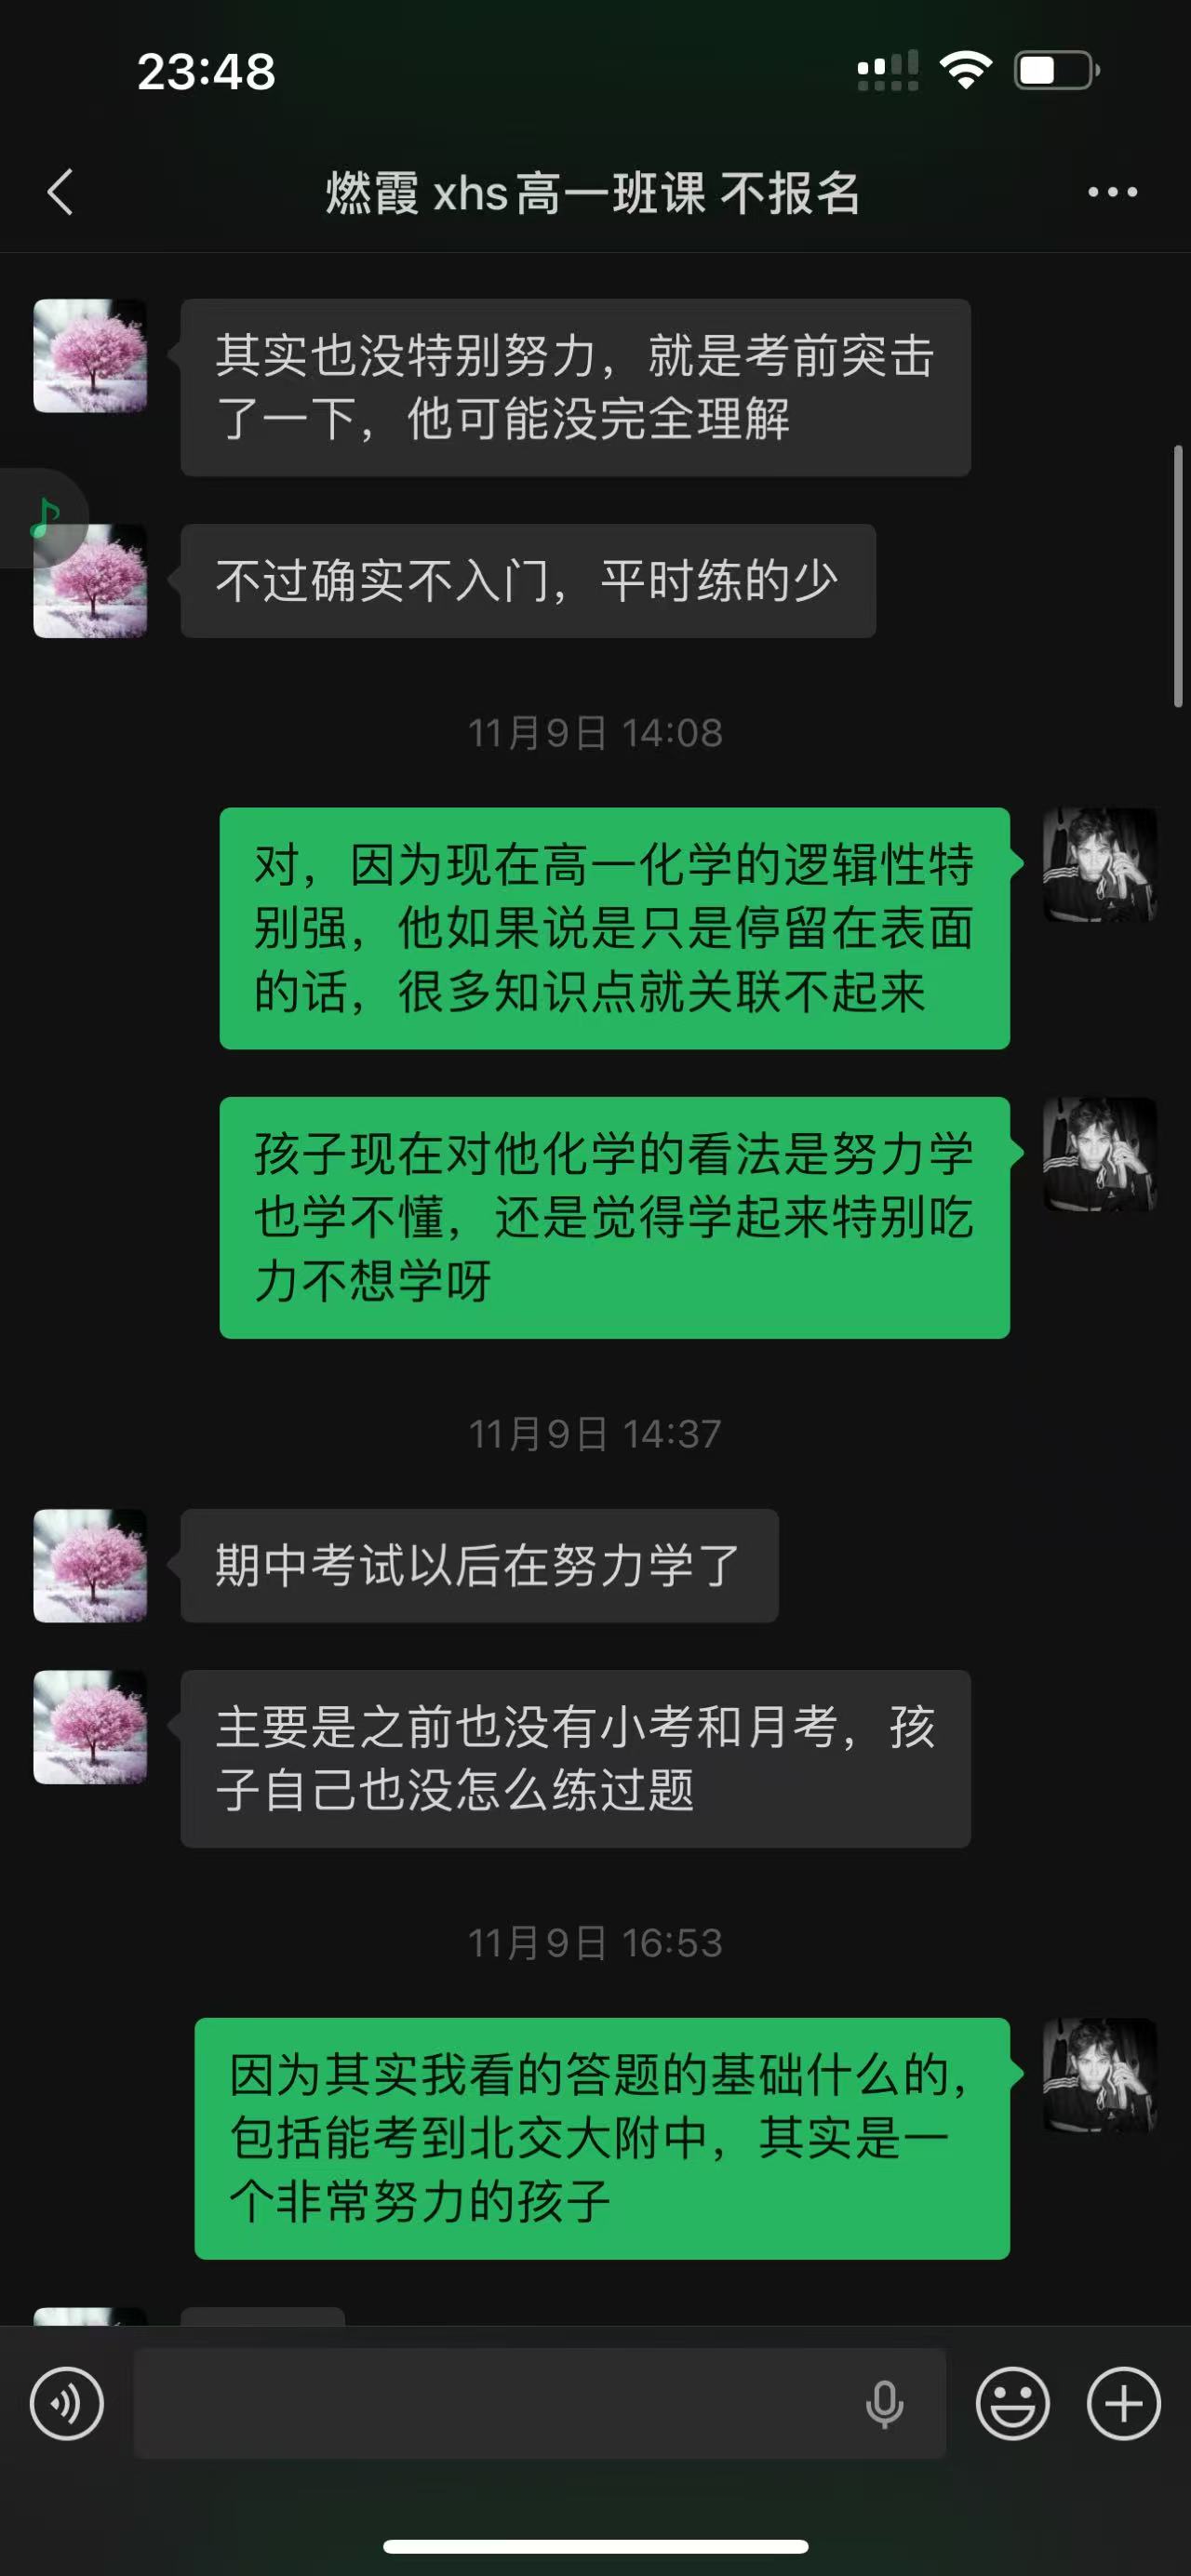 23:48
燃霞 xhs高一班课 不报名
其实也没特别努力，就是考前突击
了一下，他可能没完全理解
不过确实不入门，平时练的少
11月9日 14:08
对，因为现在高一化学的逻辑性特
别强，他如果说是只是停留在表面
的话，很多知识点就关联不起来
孩子现在对他化学的看法是努力学
也学不懂，还是觉得学起来特别吃
力不想学呀
11月9日 14:37
期中考试以后在努力学了
主要是之前也没有小考和月考，孩
子自己也没怎么练过题
11月9日 16:53
因为其实我看的答题的基础什么的，
包括能考到北交大附中，其实是一
个非常努力的孩子